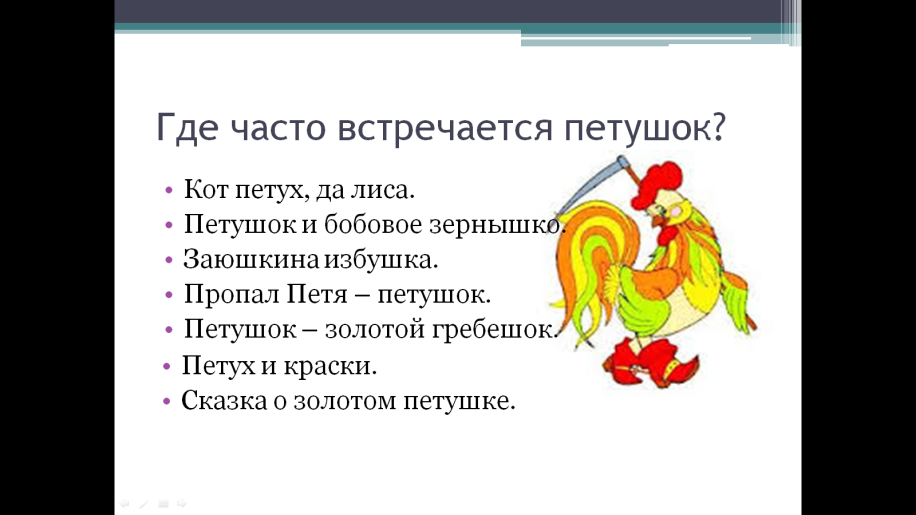 Где часто встречается петушок?
• Кот петух, да лиса.
• Петушок и бобовое зернышко.
• Заюшкина избушка.
• Пропал Петя – петушок.
• Петушок – золотой гребешок.
• Петух и краски.
• Сказка о золотом петушке.